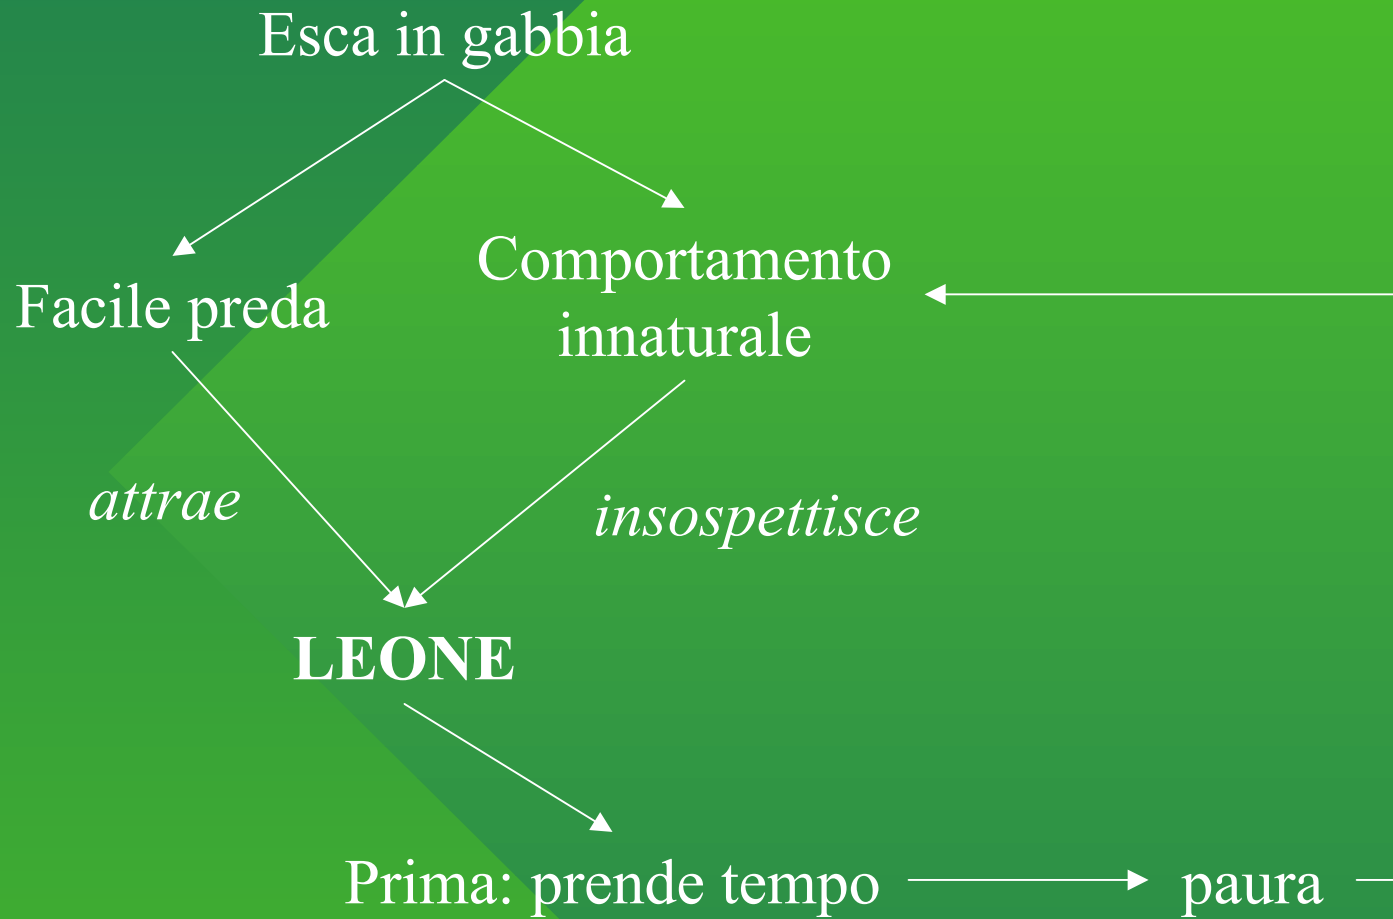 Esca in gabbia
Comportamento
innaturale
Facile preda
attrae
insospettisce
LEONE
Prima: prende tempo
paura